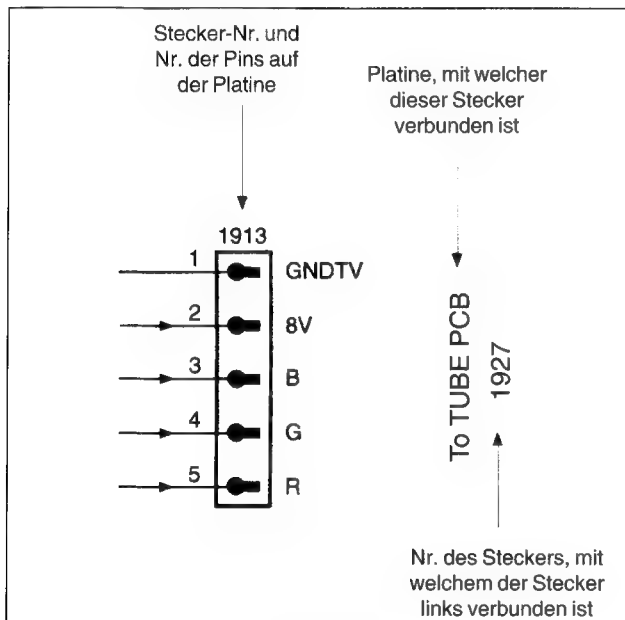 Stecker-Nr. und
Nr. der Pins auf
der Platine
Platine, mit welcher
dieser Stecker
verbunden ist
1913
1 GNDTV
2 8V
3 B
4 G
5 R
To TUBE PCB
1927
Nr. des Steckers, mit
welchem der Stecker
links verbunden ist